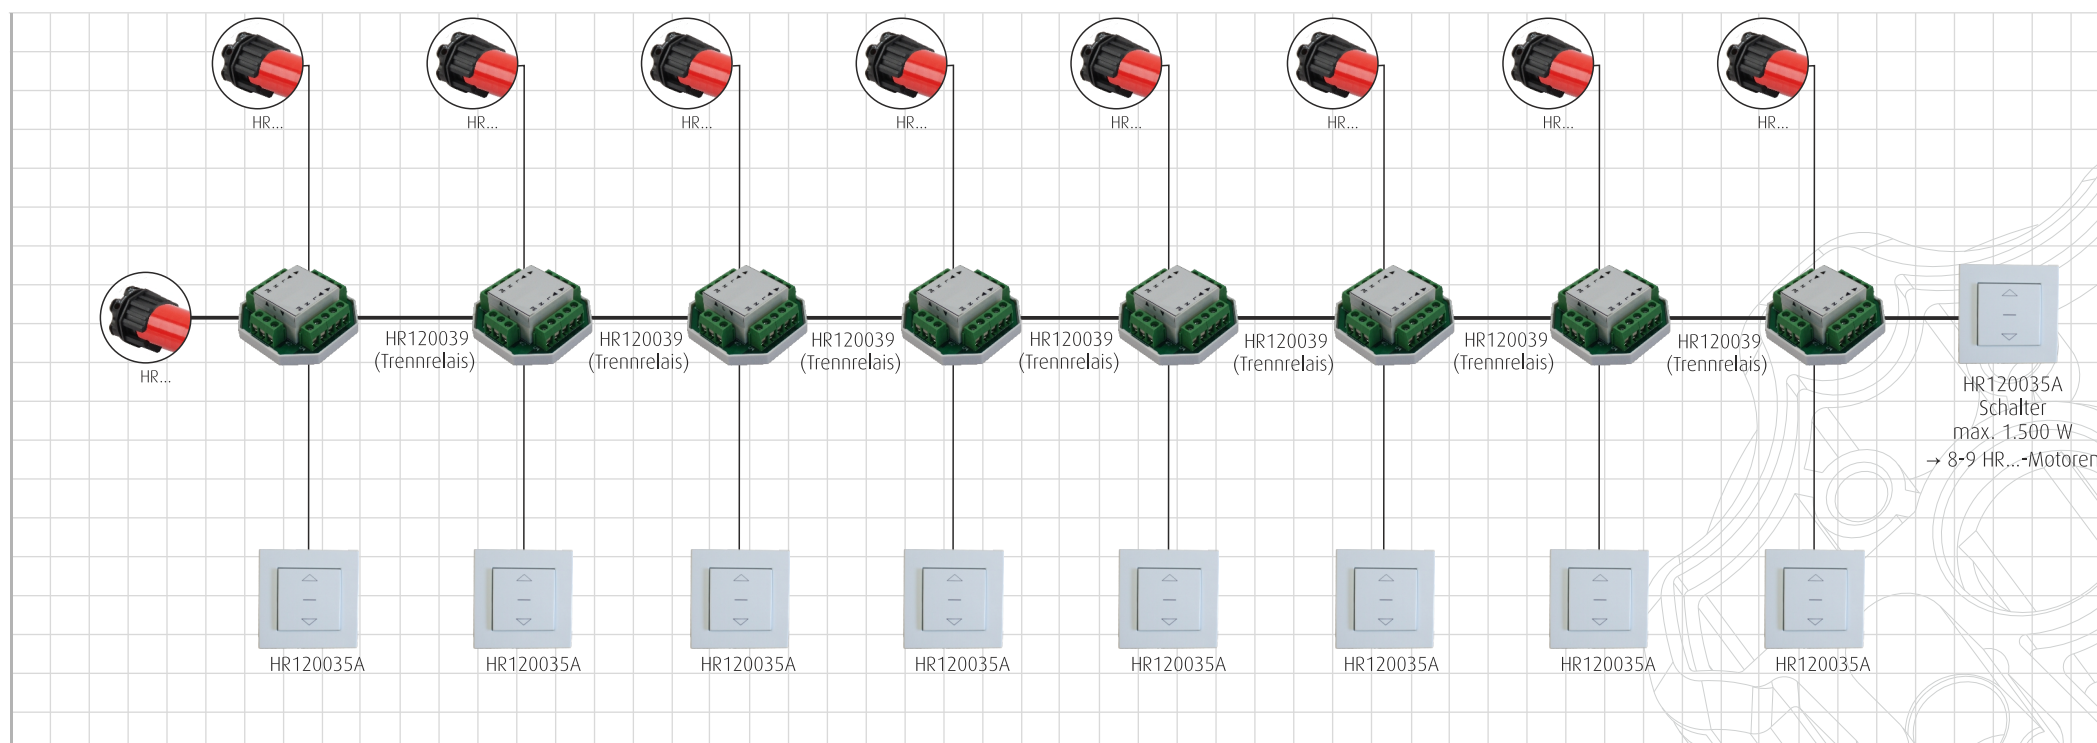 HR...
HR...
HR...
HR...
HR...
HR...
HR...
HR...
HR...
HR120039
(Trennrelais)
HR120039
(Trennrelais)
HR120039
(Trennrelais)
HR120039
(Trennrelais)
HR120039
(Trennrelais)
HR120039
(Trennrelais)
HR120039
(Trennrelais)
HR120035A
Schalter
max. 1.500 W
→ 8-9 HR...-Motoren
HR120035A
HR120035A
HR120035A
HR120035A
HR120035A
HR120035A
HR120035A
HR120035A